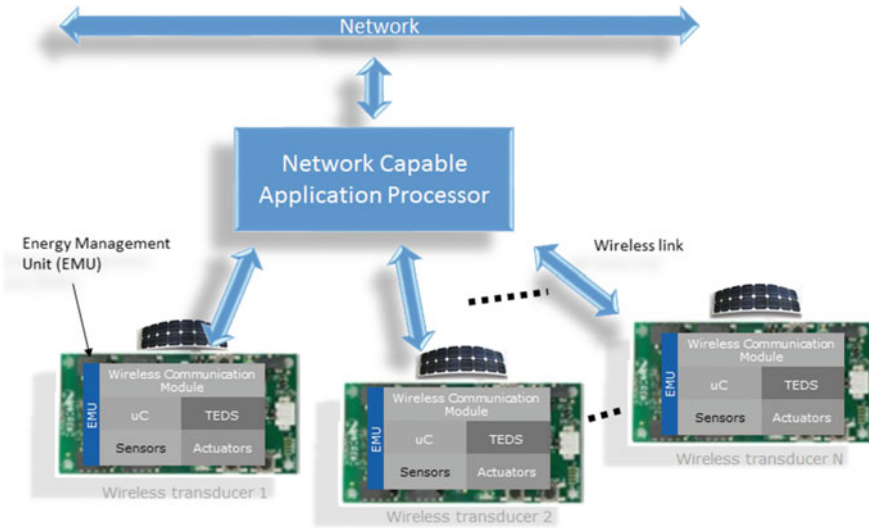 Network
Network Capable
Application Processor
Energy Management
Unit (EMU)
Wireless link
EMU
Wireless Communication
Module
uC
TEDS
Sensors
Actuators
Wireless transducer 1
EMU
Wireless Communication
Module
uC
TEDS
Sensors
Actuators
Wireless transducer 2
EMU
Wireless Communication
Module
uC
TEDS
Sensors
Actuators
Wireless transducer N